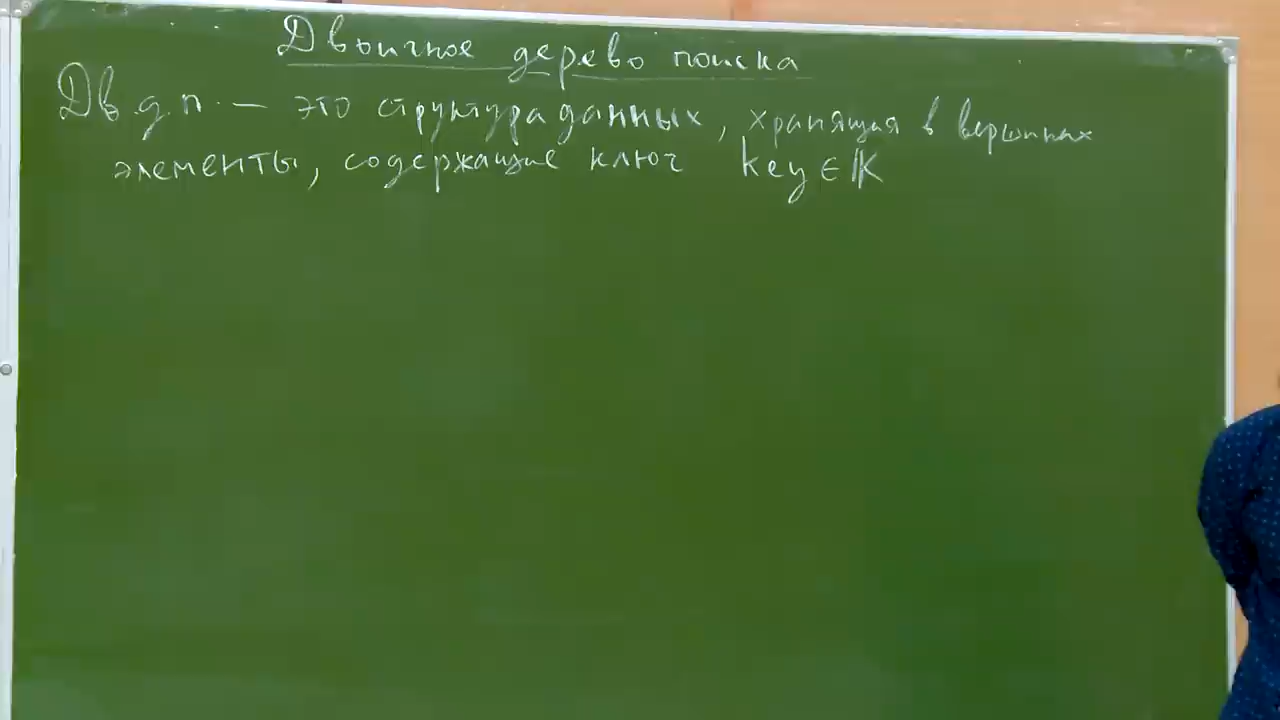 Двоичное дерево поиска
Дв. д. п. — это структура данных, хранящая в вершинах
элементы, содержащие ключ key ∈ 𝕂